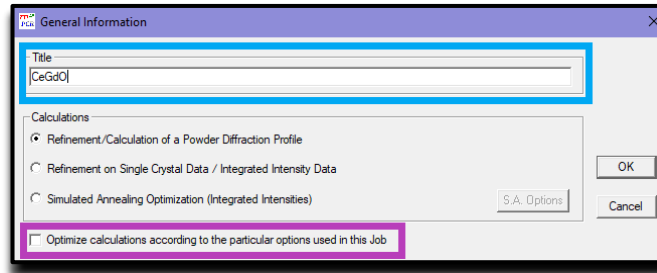 General Information
Title
CeGdO
Calculations
Refinement/Calculation of a Powder Diffraction Profile
Refinement on Single Crystal Data / Integrated Intensity Data
OK
Simulated Annealing Optimization (Integrated Intensities)
S.A. Options
Cancel
Optimize calculations according to the particular options used in this Job